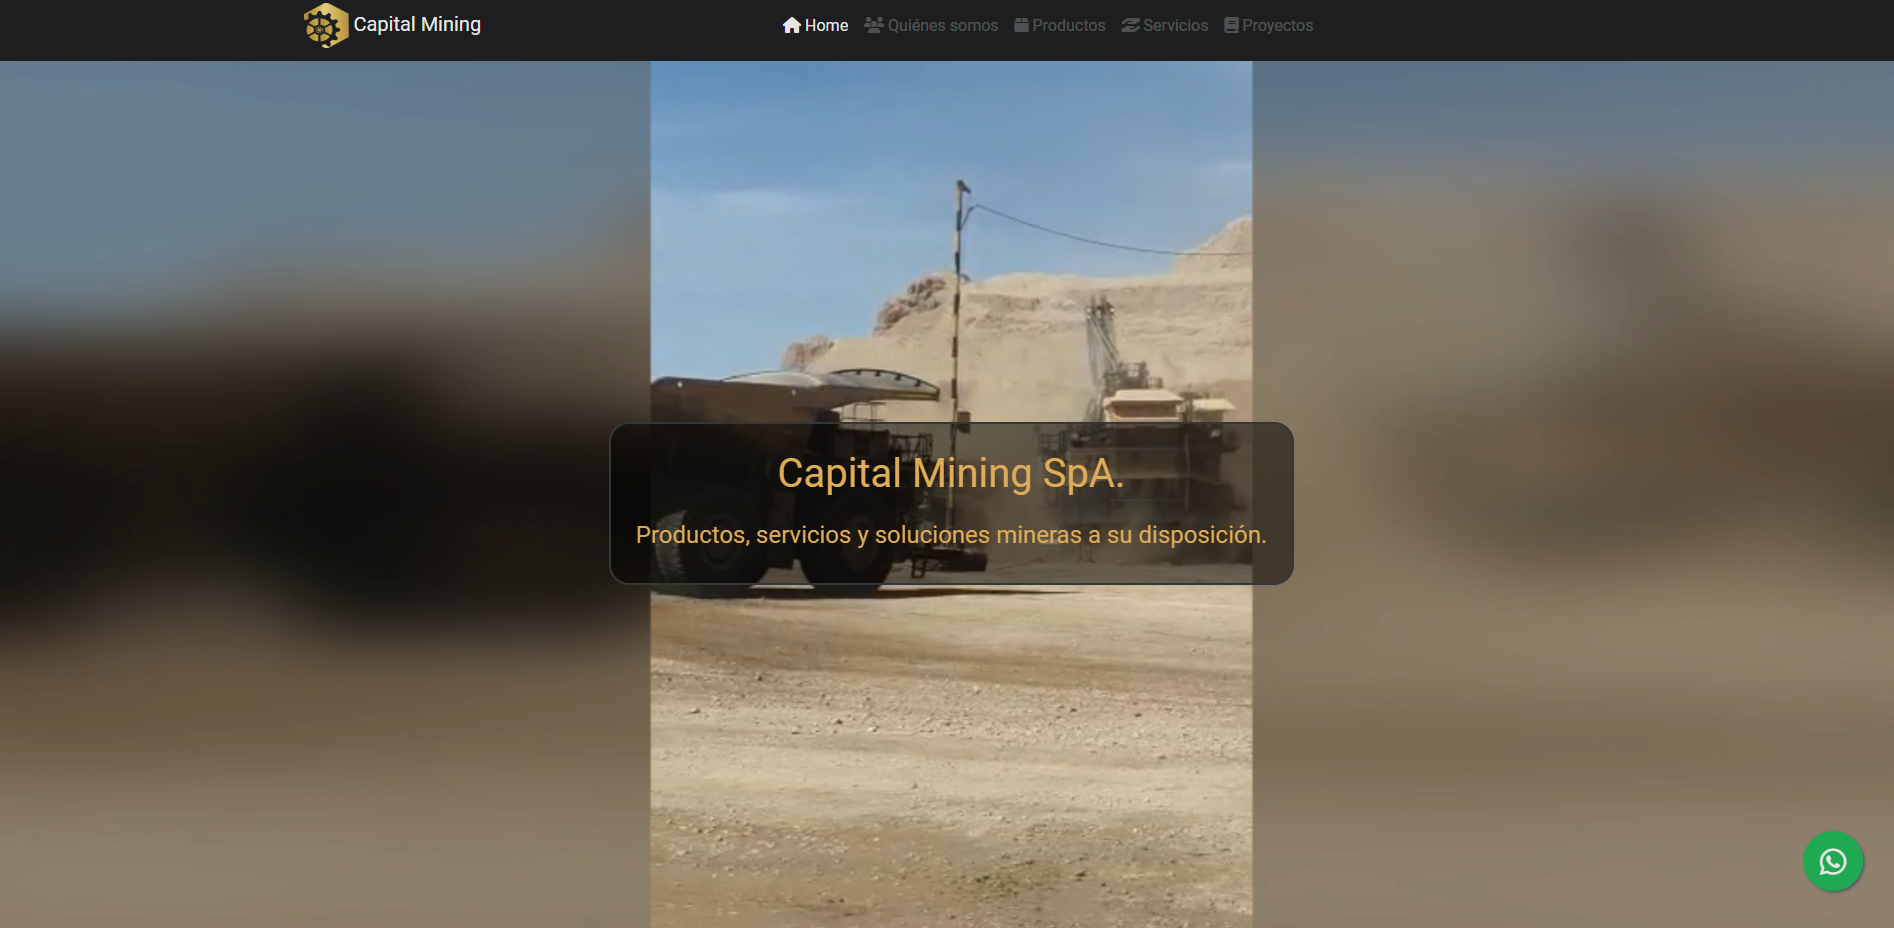 Capital Mining
Home Quiénes somos Productos Servicios Proyectos
Capital Mining SpA.
Productos, servicios y soluciones mineras a su disposición.